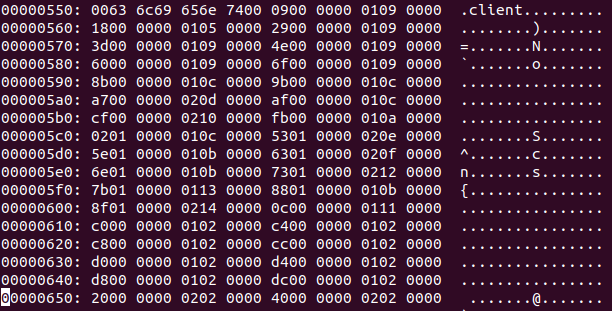 00000550: 0063 6c69 656e 7400 0900 0000 0109 0000  .client.........
00000560: 1800 0000 0105 0000 2900 0000 0109 0000  ........).......
00000570: 3d00 0000 0109 0000 4e00 0000 0109 0000  =.......N.......
00000580: 6000 0000 0109 0000 6f00 0000 0109 0000  `.......o.......
00000590: 8b00 0000 010c 0000 9b00 0000 010c 0000  ................
000005a0: a700 0000 020d 0000 af00 0000 010c 0000  ................
000005b0: cf00 0000 0210 0000 fb00 0000 010a 0000  ................
000005c0: 0201 0000 010c 0000 5301 0000 020e 0000  ........S.......
000005d0: 5e01 0000 010b 0000 6301 0000 020f 0000  ^.......c.......
000005e0: 6e01 0000 010b 0000 7301 0000 0212 0000  n.......s.......
000005f0: 7b01 0000 0113 0000 8801 0000 010b 0000  {...............
00000600: 8f01 0000 0214 0000 0c00 0000 0111 0000  ................
00000610: c000 0000 0102 0000 c400 0000 0102 0000  ................
00000620: c800 0000 0102 0000 cc00 0000 0102 0000  ................
00000630: d000 0000 0102 0000 d400 0000 0102 0000  ................
00000640: d800 0000 0102 0000 dc00 0000 0102 0000  ................
00000650: 2000 0000 0202 0000 4000 0000 0202 0000   .......@.......